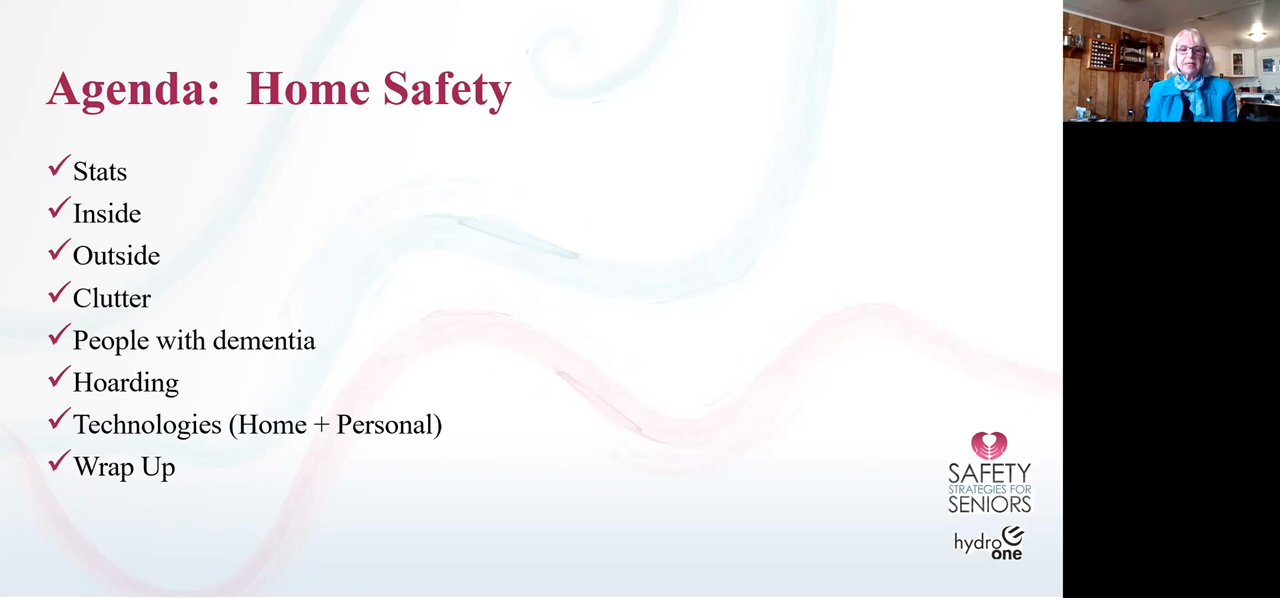 Agenda: Home Safety
Stats
Inside
Outside
Clutter
People with dementia
Hoarding
Technologies (Home + Personal)
Wrap Up
SAFETY
STRATEGIES FOR
SENIORS
hydro
one